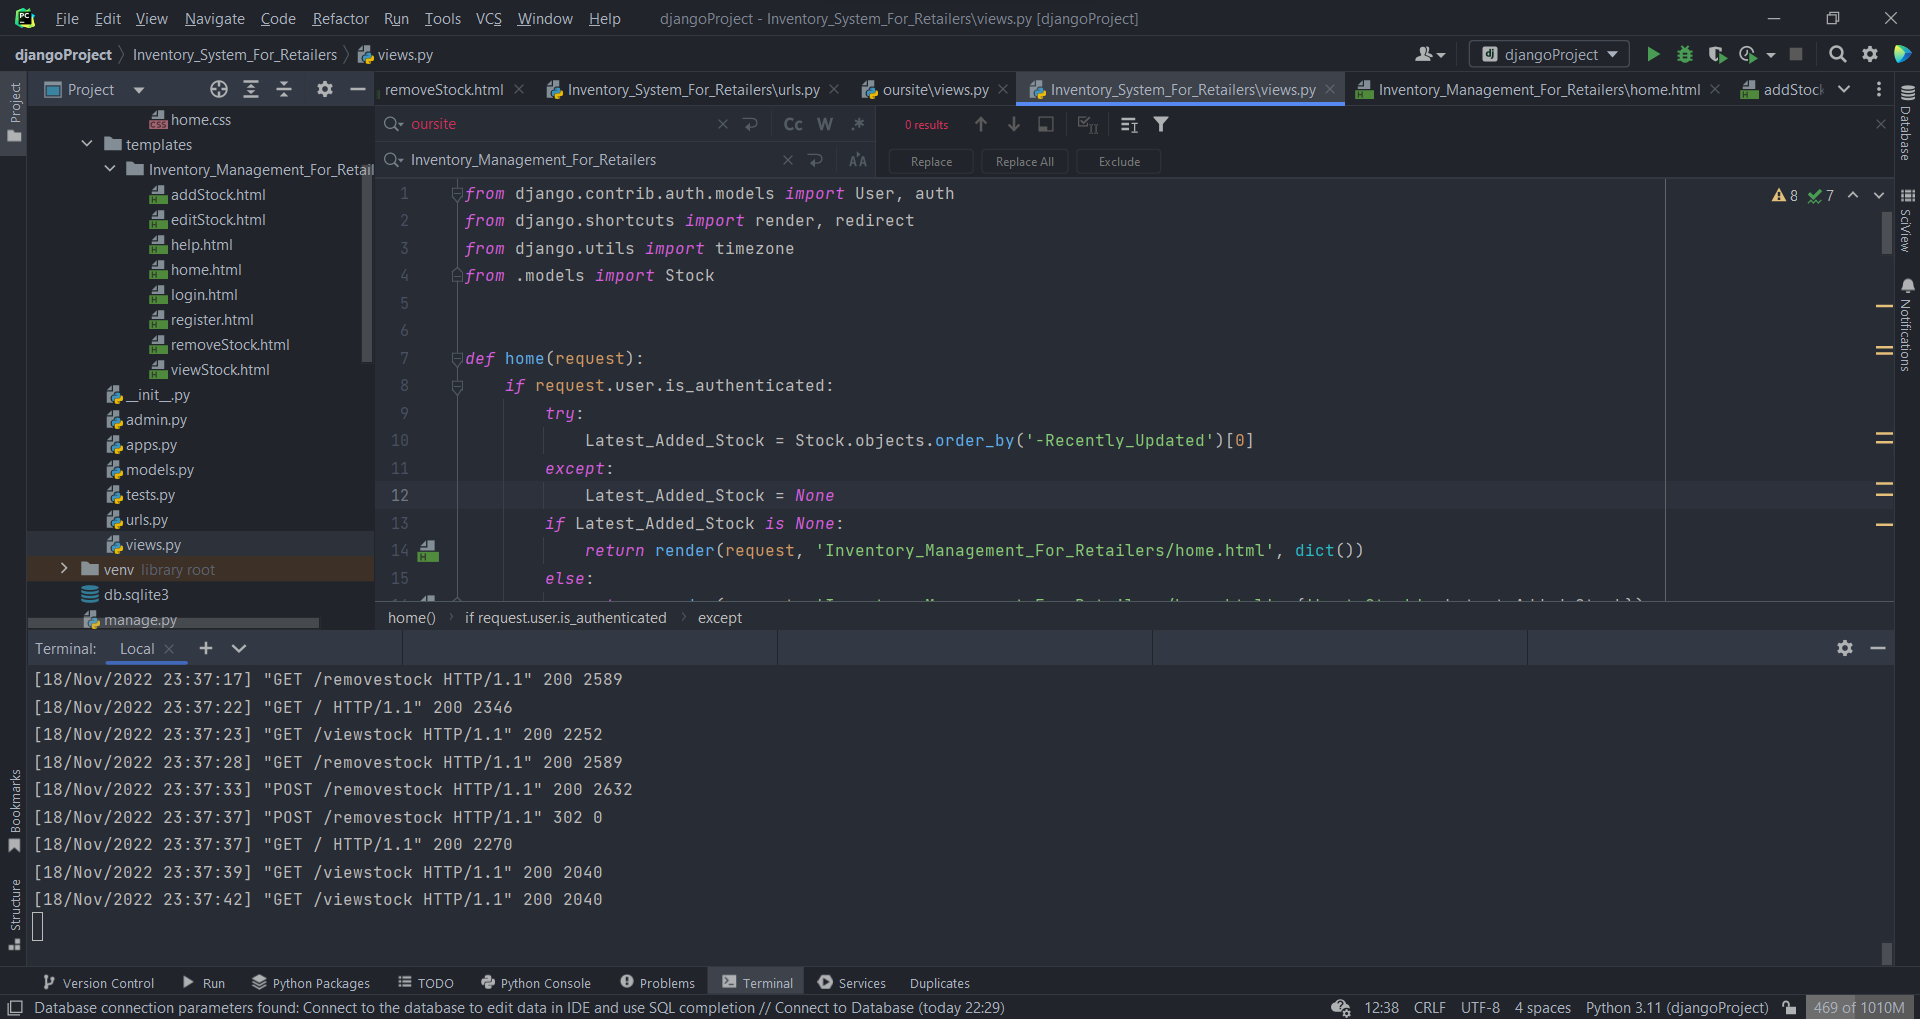 File Edit View Navigate Code Refactor Run Tools VCS Window Help djangoProject - Inventory_System_For_Retailers\views.py [djangoProject]
djangoProject Inventory_System_For_Retailers views.py djangoProject
Project removeStock.html Inventory_System_For_Retailers\urls.py oursite\views.py Inventory_System_For_Retailers\views.py Inventory_Management_For_Retailers\home.html addStock
Project
home.css
templates
Inventory_Management_For_Retail
addStock.html
editStock.html
help.html
home.html
login.html
register.html
removeStock.html
viewStock.html
__init__.py
admin.py
apps.py
models.py
tests.py
urls.py
views.py
venv library root
db.sqlite3
manage.py
oursite Cc W .* 0 results
Inventory_Management_For_Retailers Replace Replace All Exclude
8 7
1 from django.contrib.auth.models import User, auth
2 from django.shortcuts import render, redirect
3 from django.utils import timezone
4 from .models import Stock
5
6
7 def home(request):
8 if request.user.is_authenticated:
9 try:
10 Latest_Added_Stock = Stock.objects.order_by('-Recently_Updated')[0]
11 except:
12 Latest_Added_Stock = None
13 if Latest_Added_Stock is None:
14 return render(request, 'Inventory_Management_For_Retailers/home.html', dict())
15 else:
home() if request.user.is_authenticated except
Database
SciView
Notifications
Terminal: Local
[18/Nov/2022 23:37:17] "GET /removestock HTTP/1.1" 200 2589
[18/Nov/2022 23:37:22] "GET / HTTP/1.1" 200 2346
[18/Nov/2022 23:37:23] "GET /viewstock HTTP/1.1" 200 2252
[18/Nov/2022 23:37:28] "GET /removestock HTTP/1.1" 200 2589
[18/Nov/2022 23:37:33] "POST /removestock HTTP/1.1" 200 2632
[18/Nov/2022 23:37:37] "POST /removestock HTTP/1.1" 302 0
[18/Nov/2022 23:37:37] "GET / HTTP/1.1" 200 2270
[18/Nov/2022 23:37:39] "GET /viewstock HTTP/1.1" 200 2040
[18/Nov/2022 23:37:42] "GET /viewstock HTTP/1.1" 200 2040
Bookmarks
Structure
Version Control Run Python Packages TODO Python Console Problems Terminal Services Duplicates
Database connection parameters found: Connect to the database to edit data in IDE and use SQL completion // Connect to Database (today 22:29) 12:38 CRLF UTF-8 4 spaces Python 3.11 (djangoProject) 469 of 1010M